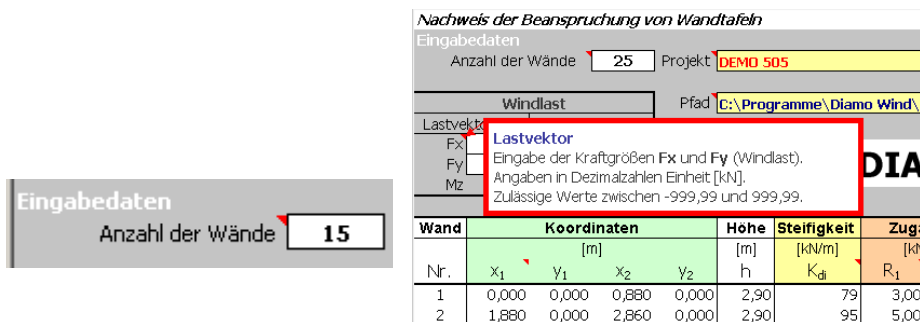 Eingabedaten
Anzahl der Wände 15
Nachweis der Beanspruchung von Wandtafeln
Eingabedaten
Anzahl der Wände 25 Projekt DEMO 505
Windlast Pfad C:\Programme\Diamo Wind\
Fx
Fy
Mz
Lastvektor
Eingabe der Kraftgrößen Fx und Fy (Windlast).
Angaben in Dezimalzahlen Einheit [kN].
Zulässige Werte zwischen -999,99 und 999,99.
Wand Koordinaten Höhe Steifigkeit
[m] [m] [kN/m]
Nr. x1 y1 x2 y2 h Kdi R1
1 0,000 0,000 0,880 0,000 2,90 79 3,00
2 1,880 0,000 2,860 0,000 2,90 95 5,00